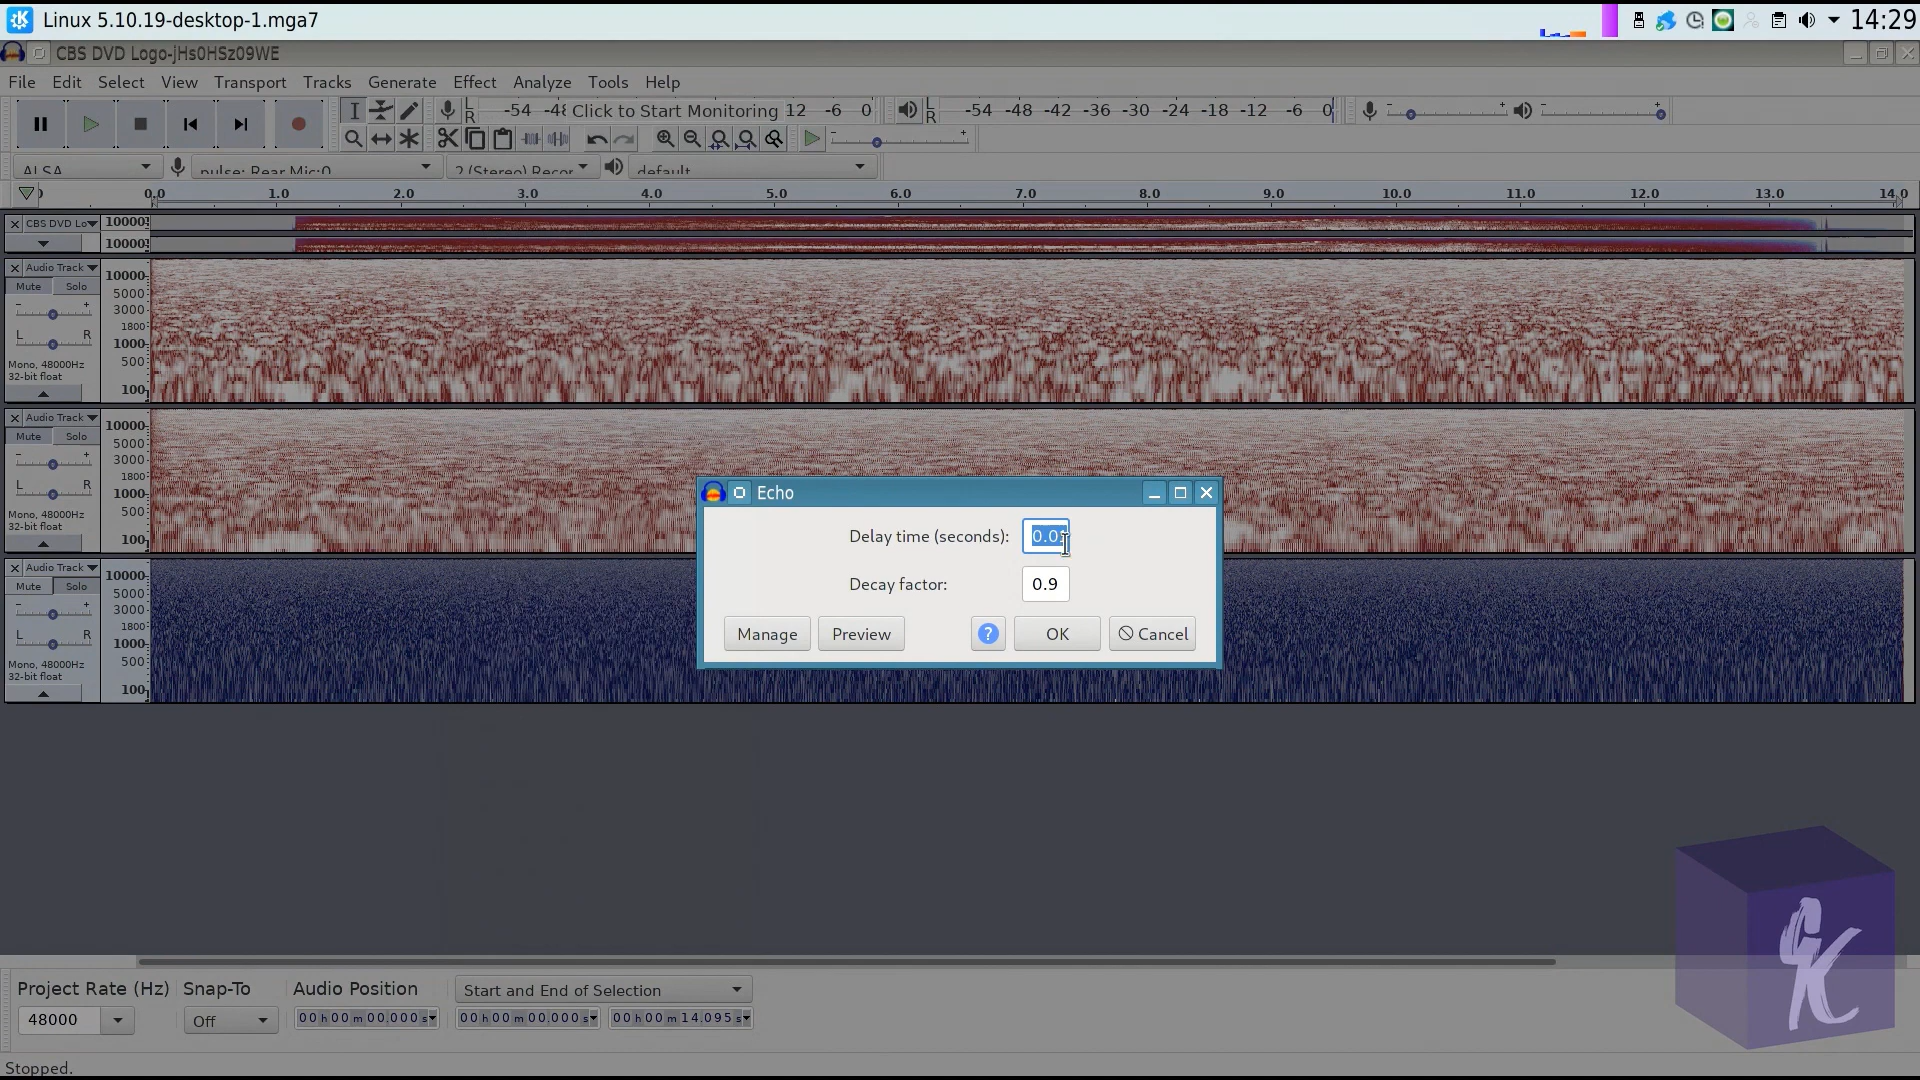 Linux 5.10.19-desktop-1.mga7
14:29
CBS DVD Logo-jHs0HSz09WE
File Edit Select View Transport Tracks Generate Effect Analyze Tools Help
L R -54 -48 Click to Start Monitoring 12 -6 0 L R -54 -48 -42 -36 -30 -24 -18 -12 -6 0
ALSA pulse: Rear Mic:0 2 (Stereo) Recor default
0.0 1.0 2.0 3.0 4.0 5.0 6.0 7.0 8.0 9.0 10.0 11.0 12.0 13.0 14.0
CBS DVD Lo 10000
10000
Audio Track 10000
Mute Solo 5000
3000
1800
L R 1000
Mono, 48000Hz 500
32-bit float
100
Audio Track 10000
Mute Solo 5000
3000
1800
L R 1000
Mono, 48000Hz 500
32-bit float
100
Audio Track 10000
Mute Solo 5000
3000
1800
L R 1000
Mono, 48000Hz 500
32-bit float
100
Echo
Delay time (seconds):
Decay factor: 0.9
Manage Preview ? OK Cancel
Project Rate (Hz) Snap-To Audio Position Start and End of Selection
48000 Off 00 h 00 m 00.000 s 00 h 00 m 00.000 s 00 h 00 m 14.095 s
Stopped.
GK